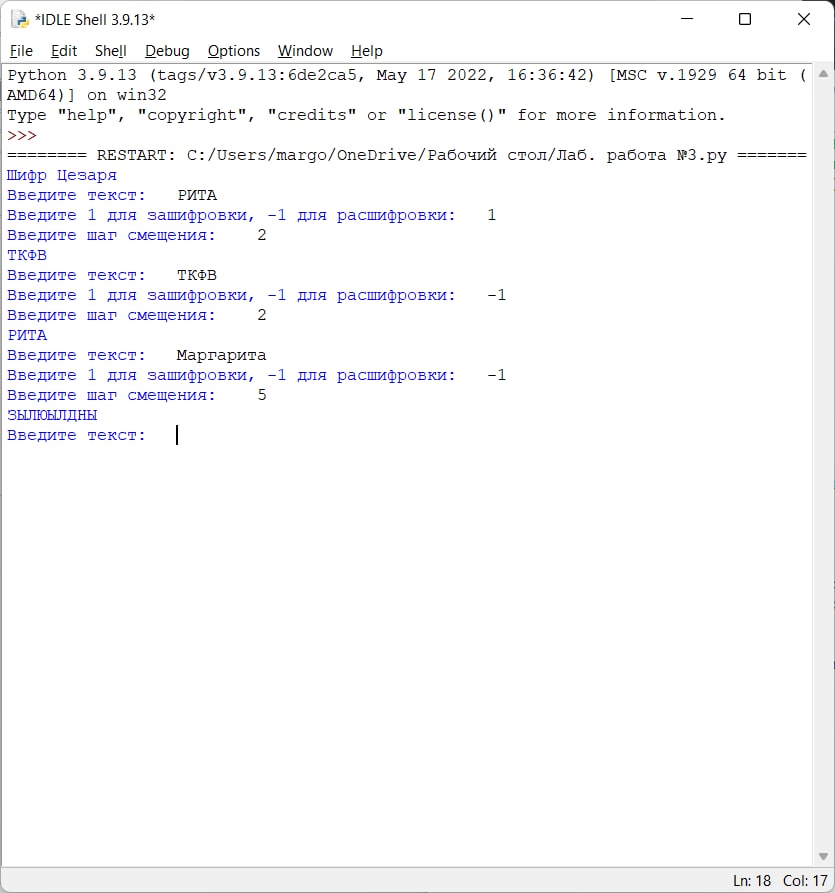 *IDLE Shell 3.9.13*
File Edit Shell Debug Options Window Help
Python 3.9.13 (tags/v3.9.13:6de2ca5, May 17 2022, 16:36:42) [MSC v.1929 64 bit (
AMD64)] on win32
Type "help", "copyright", "credits" or "license()" for more information.
>>>
======== RESTART: C:/Users/margo/OneDrive/Рабочий стол/Лаб. работа №3.py =======
Шифр Цезаря
Введите текст:   РИТА
Введите 1 для зашифровки, -1 для расшифровки:   1
Введите шаг смещения:    2
ТКФВ
Введите текст:   ТКФВ
Введите 1 для зашифровки, -1 для расшифровки:   -1
Введите шаг смещения:    2
РИТА
Введите текст:   Маргарита
Введите 1 для зашифровки, -1 для расшифровки:   -1
Введите шаг смещения:    5
ЗЫЛЮЫЛДНЫ
Введите текст:
Ln: 18 Col: 17